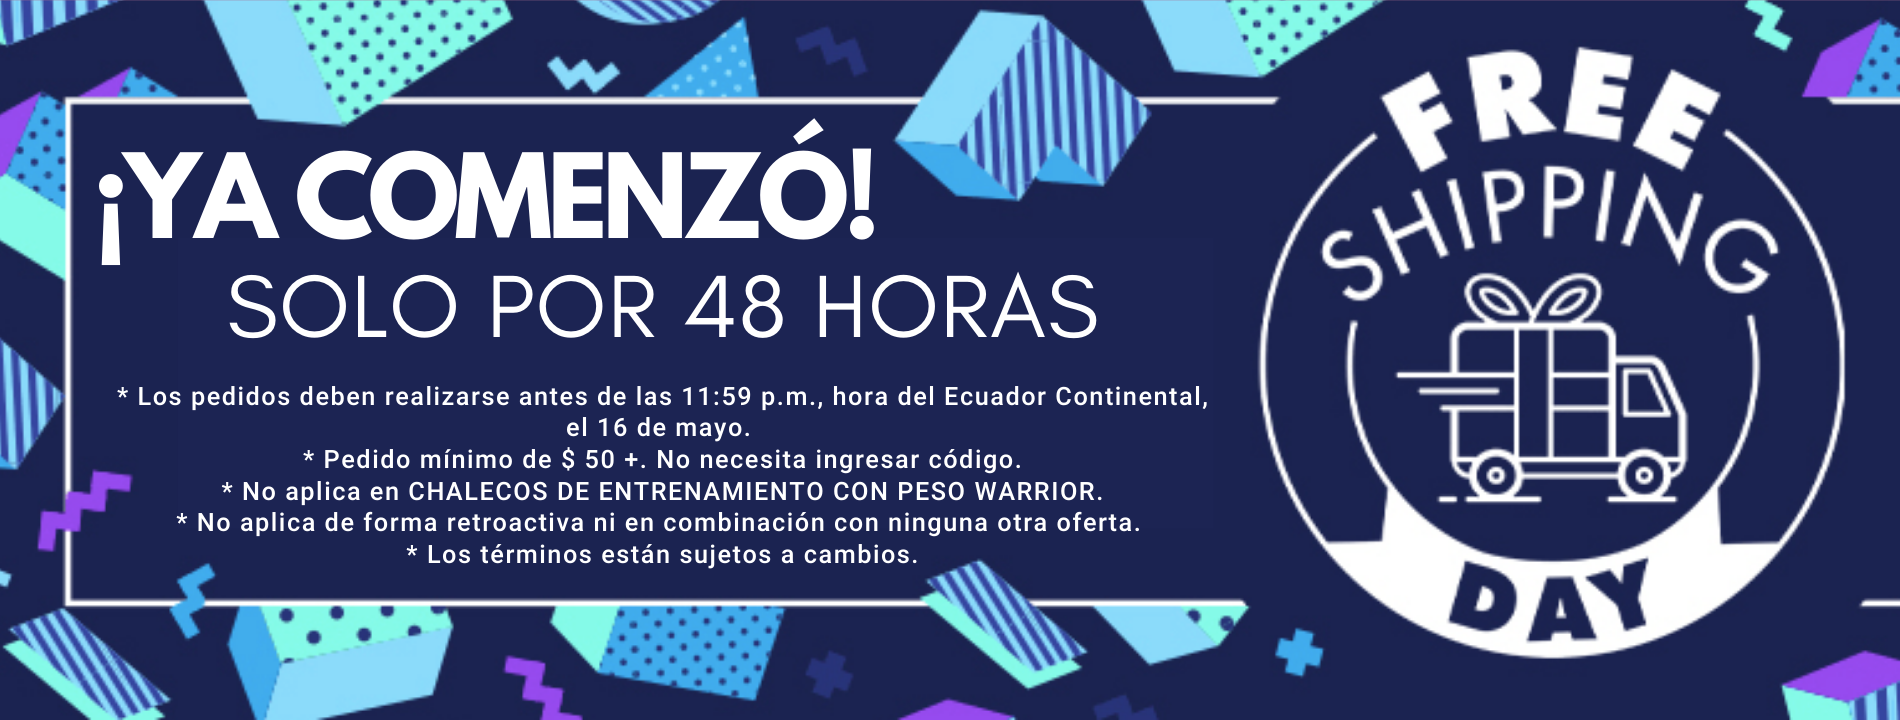 ¡YA COMENZÓ!
SOLO POR 48 HORAS
* Los pedidos deben realizarse antes de las 11:59 p.m., hora del Ecuador Continental,
el 16 de mayo.
* Pedido mínimo de $ 50 +. No necesita ingresar código.
* No aplica en CHALECOS DE ENTRENAMIENTO CON PESO WARRIOR.
* No aplica de forma retroactiva ni en combinación con ninguna otra oferta.
* Los términos están sujetos a cambios.
FREE
SHIPPING
DAY